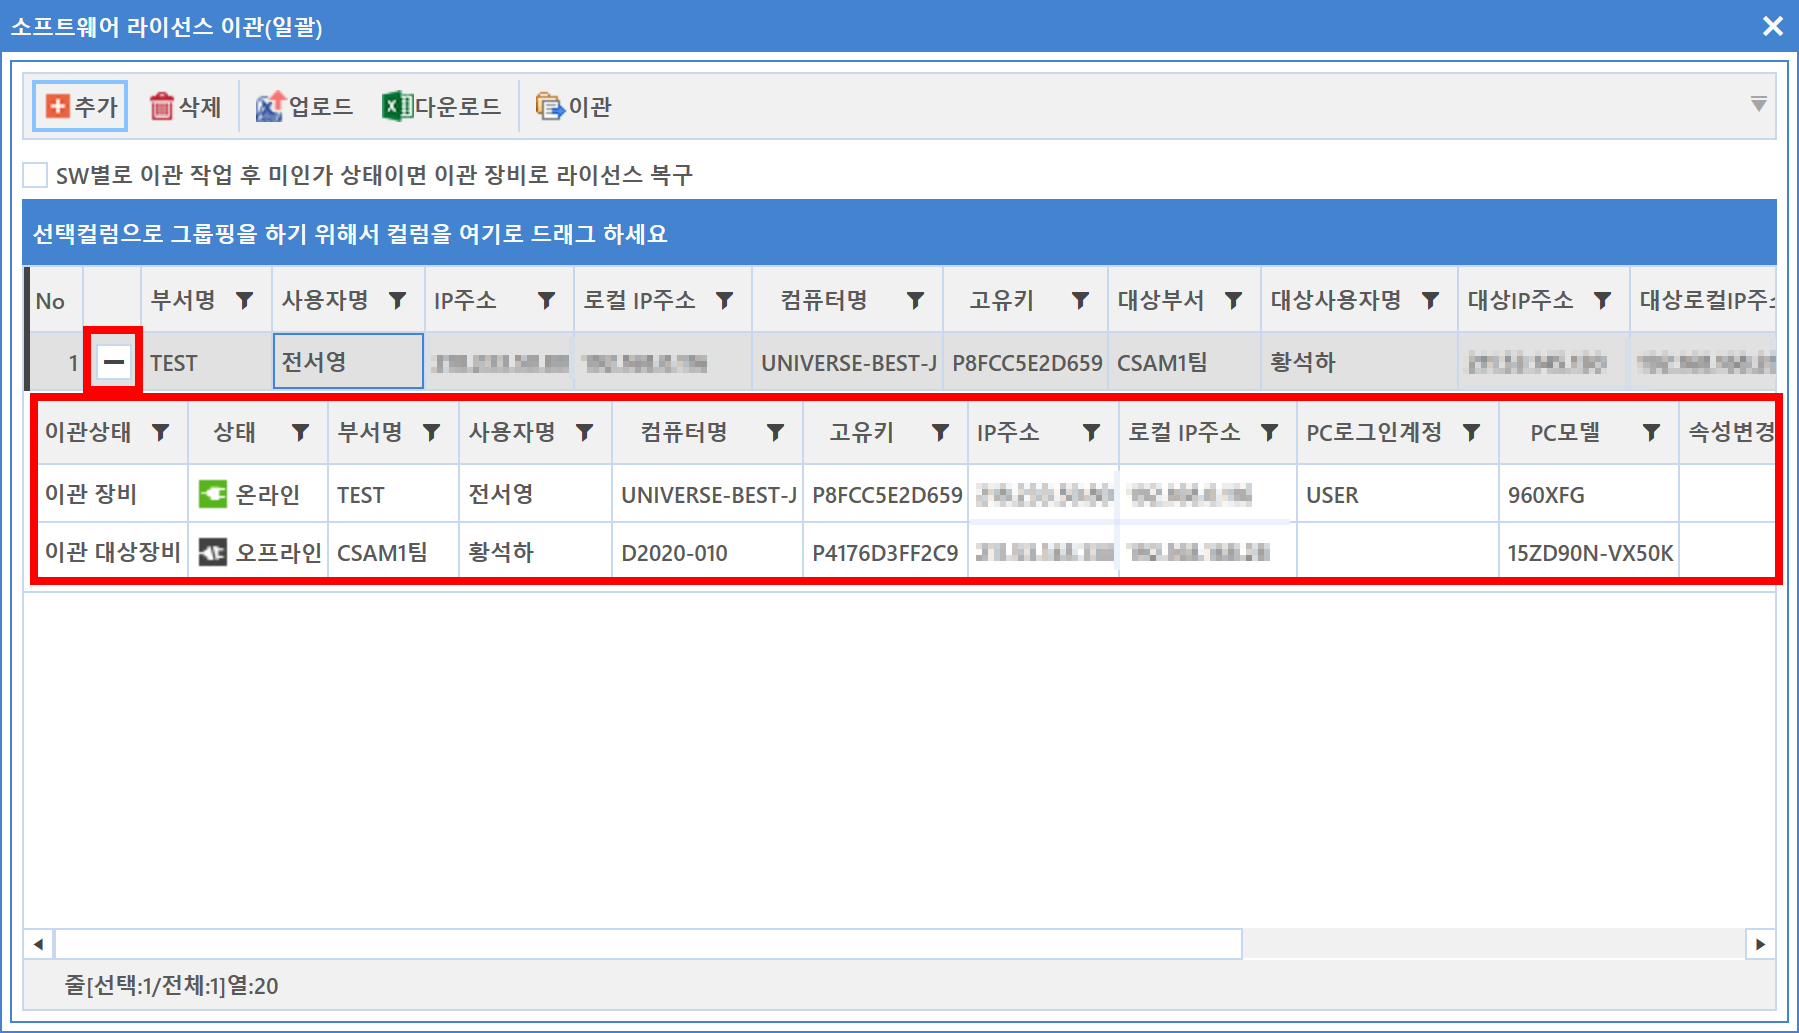 소프트웨어 라이선스 이관(일괄)
추가 삭제 업로드 다운로드 이관
SW별로 이관 작업 후 미인가 상태이면 이관 장비로 라이선스 복구
선택컬럼으로 그룹핑을 하기 위해서 컬럼을 여기로 드래그 하세요
No 부서명 사용자명 IP주소 로컬 IP주소 컴퓨터명 고유키 대상부서 대상사용자명 대상IP주소 대상로컬IP주소
1 TEST 전서영 UNIVERSE-BEST-J P8FCC5E2D659 CSAM1팀 황석하
이관상태 상태 부서명 사용자명 컴퓨터명 고유키 IP주소 로컬 IP주소 PC로그인계정 PC모델 속성변경
이관 장비 온라인 TEST 전서영 UNIVERSE-BEST-J P8FCC5E2D659 USER 960XFG
이관 대상장비 오프라인 CSAM1팀 황석하 D2020-010 P4176D3FF2C9 15ZD90N-VX50K
줄[선택:1/전체:1]열:20